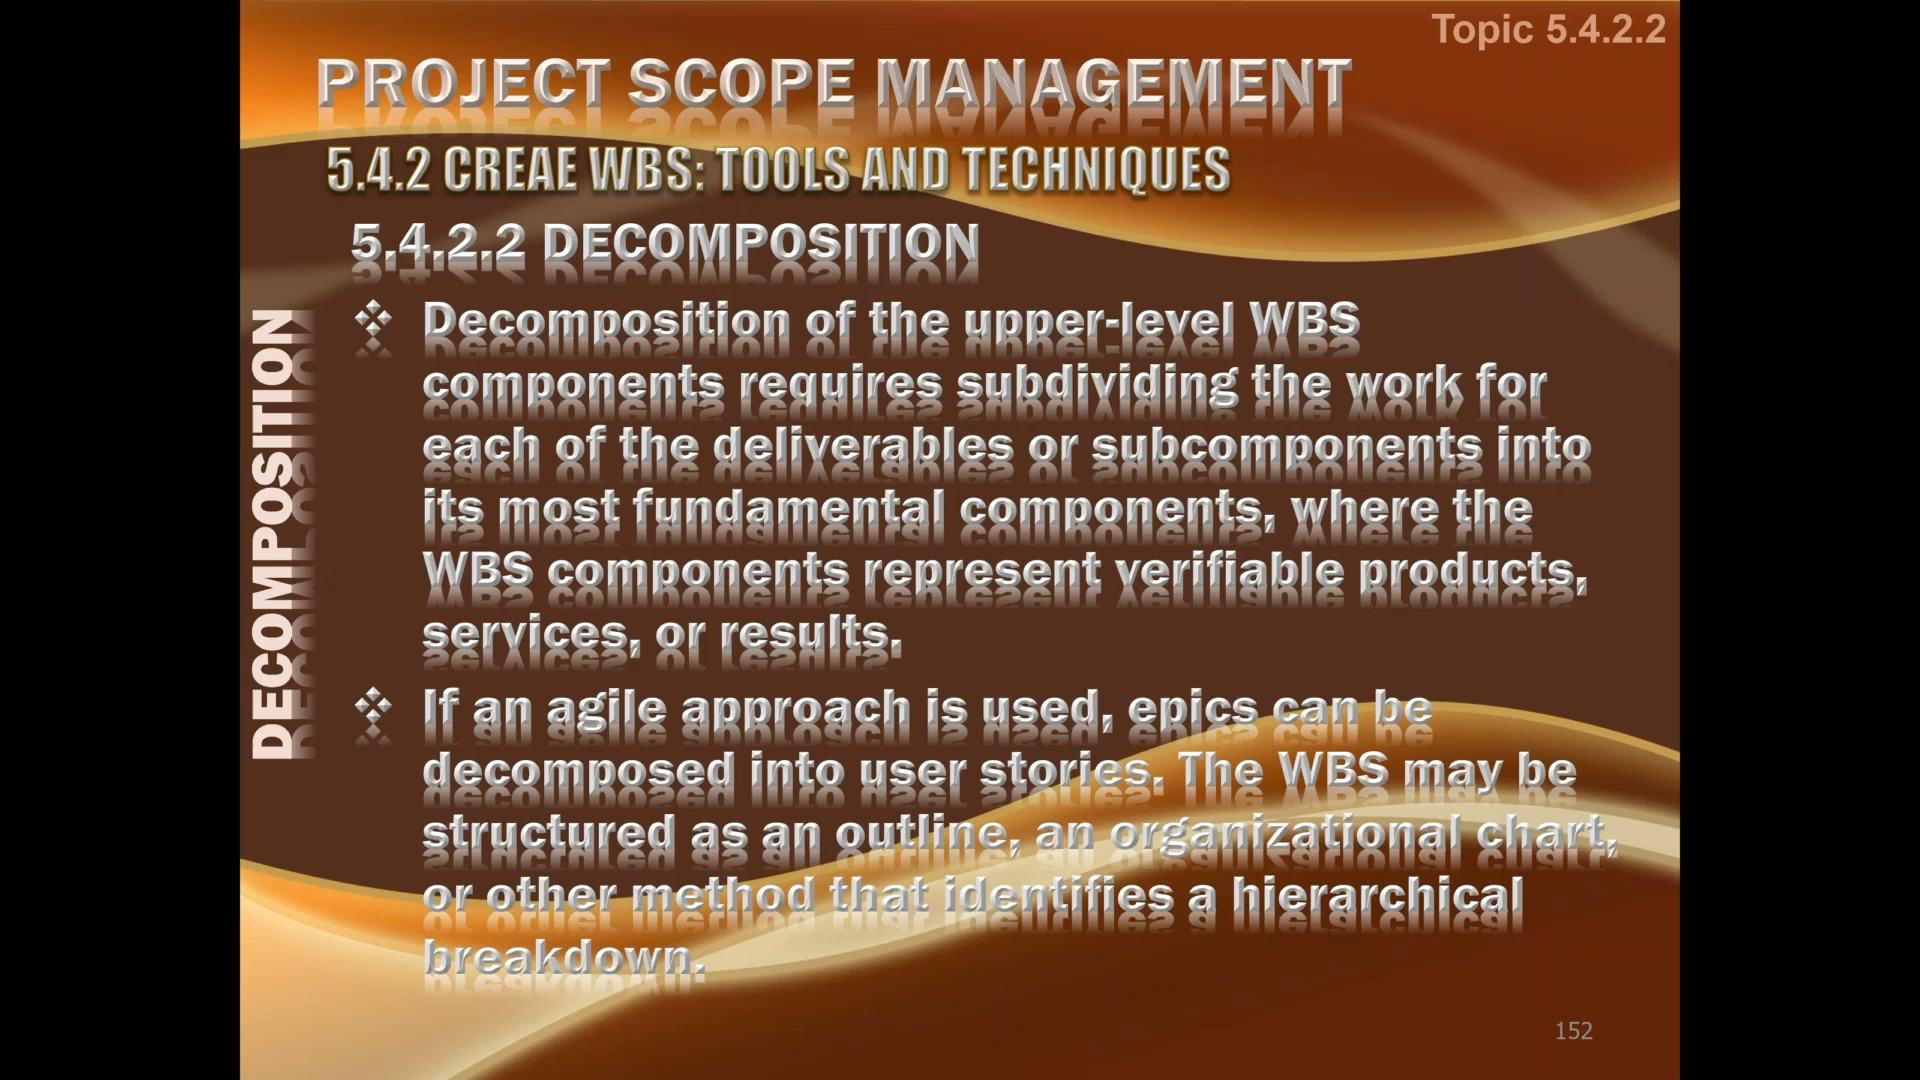 Topic 5.4.2.2
PROJECT SCOPE MANAGEMENT
5.4.2 CREAE WBS: TOOLS AND TECHNIQUES
5.4.2.2 DECOMPOSITION
DECOMPOSITION
❖ Decomposition of the upper-level WBS
components requires subdividing the work for
each of the deliverables or subcomponents into
its most fundamental components, where the
WBS components represent verifiable products,
services, or results.
❖ If an agile approach is used, epics can be
decomposed into user stories. The WBS may be
structured as an outline, an organizational chart,
or other method that identifies a hierarchical
breakdown.
152